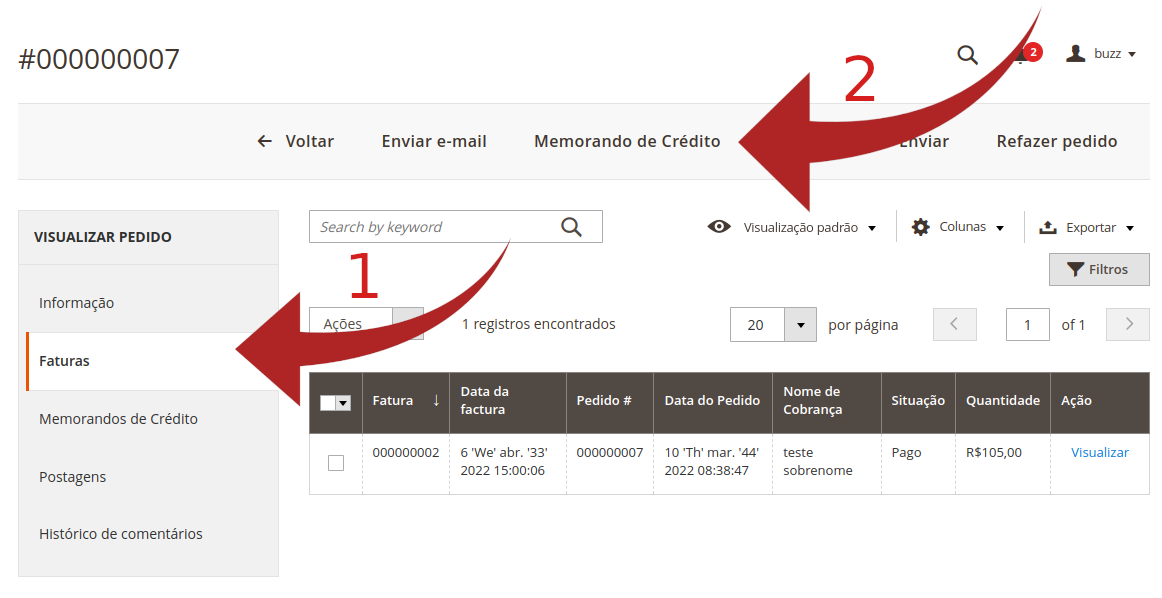 #000000007
2
buzz
2
Voltar
Enviar e-mail
Memorando de Crédito
Enviar
Refazer pedido
VISUALIZAR PEDIDO
Informação
Faturas
Memorandos de Crédito
Postagens
Histórico de comentários
Search by keyword
Visualização padrão
Colunas
Exportar
Filtros
1
Ações
1 registros encontrados
20
por página
1
of 1
Fatura ↓
Data da
factura
Pedido #
Data do Pedido
Nome de
Cobrança
Situação
Quantidade
Ação
000000002
6 'We' abr. '33'
2022 15:00:06
000000007
10 'Th' mar. '44'
2022 08:38:47
teste
sobrenome
Pago
R$105,00
Visualizar